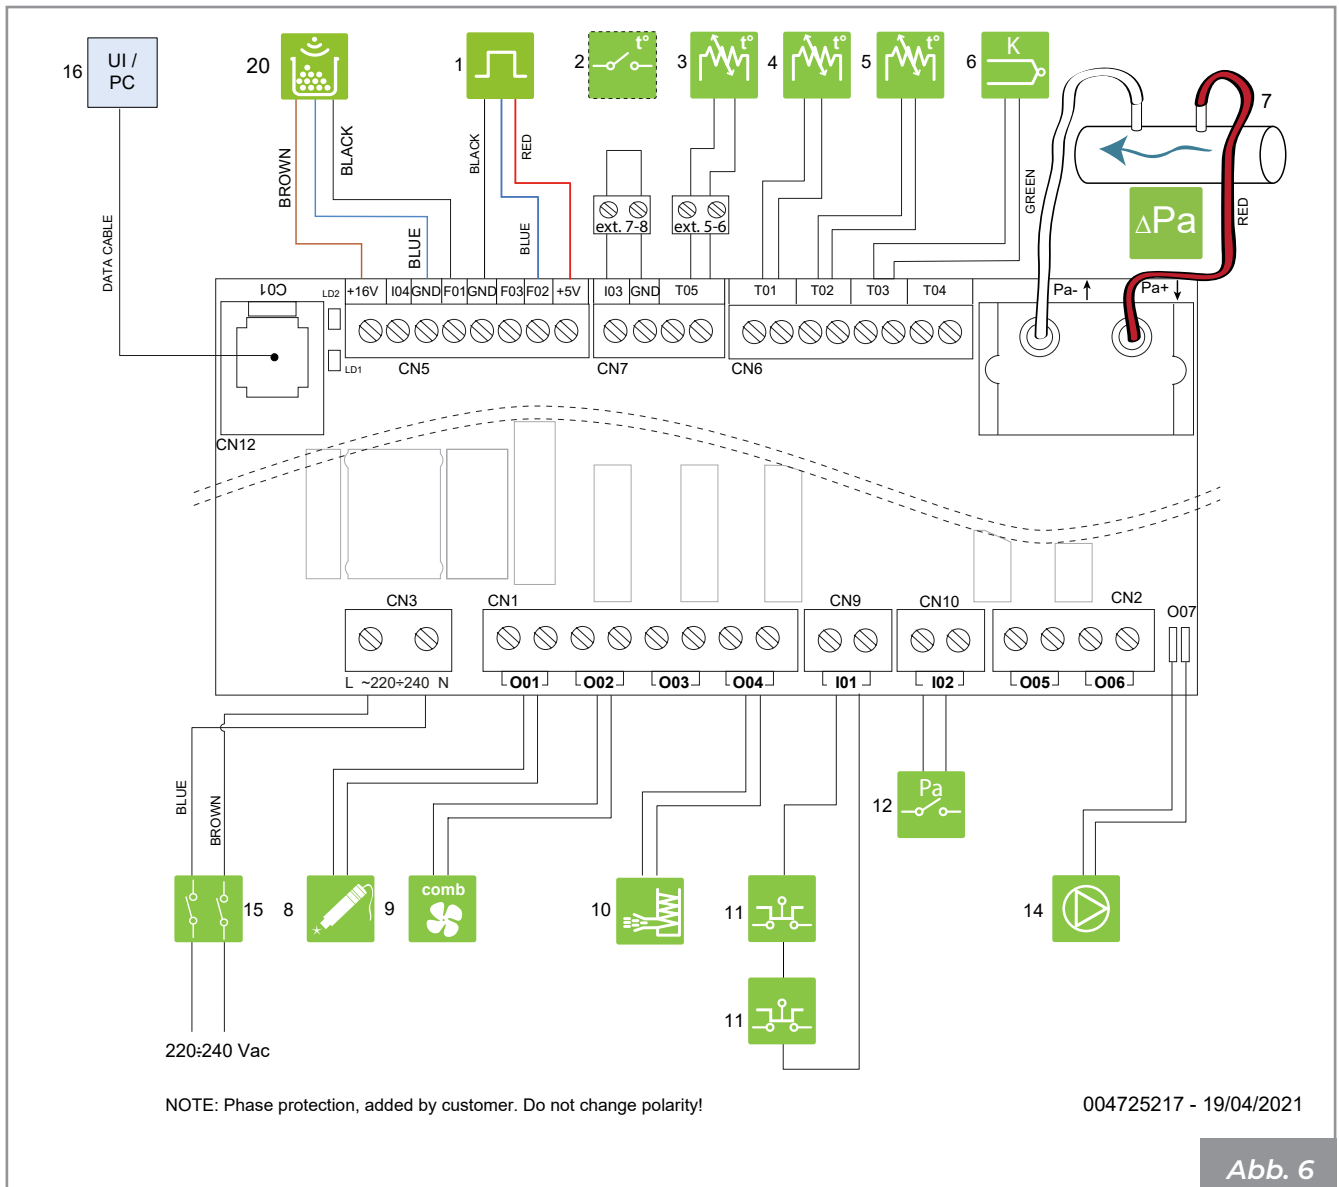 16
UI /
PC
20
1
2
t°
3
t°
4
t°
5
t°
6
K
7
DATA CABLE
BROWN
BLUE
BLACK
BLACK
BLUE
RED
ext. 7-8
ext. 5-6
GREEN
RED
ΔPa
C01
LD2
+16V
I04
GND
F01
GND
F03
F02
+5V
I03
GND
T05
T01
T02
T03
T04
Pa-
Pa+
LD1
CN5
CN7
CN6
CN12
CN3
CN1
CN9
CN10
CN2
O07
L ~220÷240 N
O01
O02
O03
O04
I01
I02
O05
O06
BLUE
BROWN
Pa
12
15
8
9
comb
10
11
14
11
220÷240 Vac
NOTE: Phase protection, added by customer. Do not change polarity!
004725217 - 19/04/2021
Abb. 6